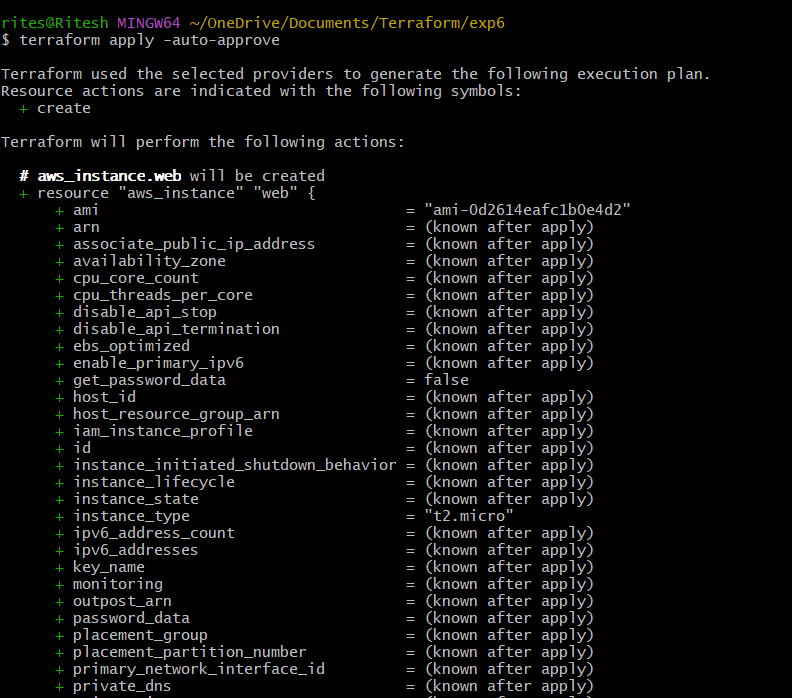 rites@Ritesh MINGW64 ~/OneDrive/Documents/Terraform/exp6
$ terraform apply -auto-approve

Terraform used the selected providers to generate the following execution plan.
Resource actions are indicated with the following symbols:
  + create

Terraform will perform the following actions:

  # aws_instance.web will be created
  + resource "aws_instance" "web" {
      + ami                                  = "ami-0d2614eafc1b0e4d2"
      + arn                                  = (known after apply)
      + associate_public_ip_address          = (known after apply)
      + availability_zone                    = (known after apply)
      + cpu_core_count                       = (known after apply)
      + cpu_threads_per_core                 = (known after apply)
      + disable_api_stop                     = (known after apply)
      + disable_api_termination              = (known after apply)
      + ebs_optimized                        = (known after apply)
      + enable_primary_ipv6                  = (known after apply)
      + get_password_data                    = false
      + host_id                              = (known after apply)
      + host_resource_group_arn              = (known after apply)
      + iam_instance_profile                 = (known after apply)
      + id                                   = (known after apply)
      + instance_initiated_shutdown_behavior = (known after apply)
      + instance_lifecycle                   = (known after apply)
      + instance_state                       = (known after apply)
      + instance_type                        = "t2.micro"
      + ipv6_address_count                   = (known after apply)
      + ipv6_addresses                       = (known after apply)
      + key_name                             = (known after apply)
      + monitoring                           = (known after apply)
      + outpost_arn                          = (known after apply)
      + password_data                        = (known after apply)
      + placement_group                      = (known after apply)
      + placement_partition_number           = (known after apply)
      + primary_network_interface_id         = (known after apply)
      + private_dns                          = (known after apply)